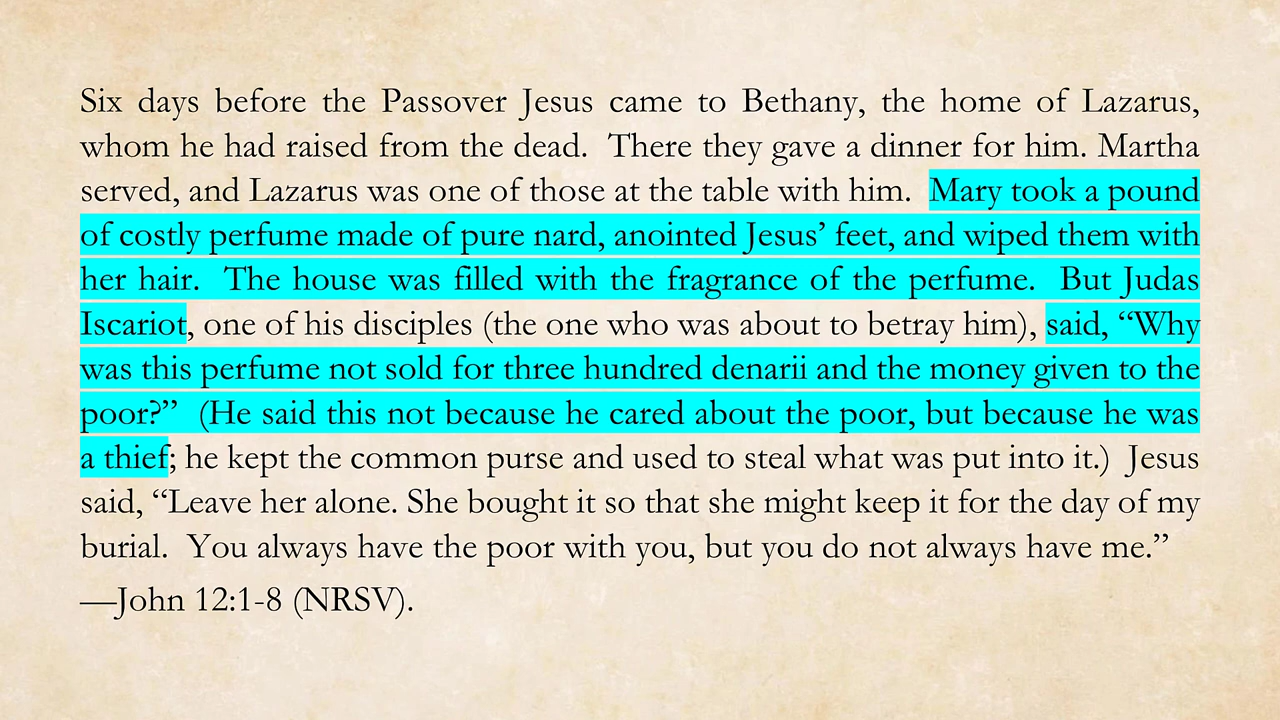 Six days before the Passover Jesus came to Bethany, the home of Lazarus,
whom he had raised from the dead.  There they gave a dinner for him. Martha
served, and Lazarus was one of those at the table with him.  Mary took a pound
of costly perfume made of pure nard, anointed Jesus’ feet, and wiped them with
her hair.  The house was filled with the fragrance of the perfume.  But Judas
Iscariot, one of his disciples (the one who was about to betray him), said, “Why
was this perfume not sold for three hundred denarii and the money given to the
poor?”  (He said this not because he cared about the poor, but because he was
a thief; he kept the common purse and used to steal what was put into it.)  Jesus
said, “Leave her alone. She bought it so that she might keep it for the day of my
burial.  You always have the poor with you, but you do not always have me.”
—John 12:1-8 (NRSV).